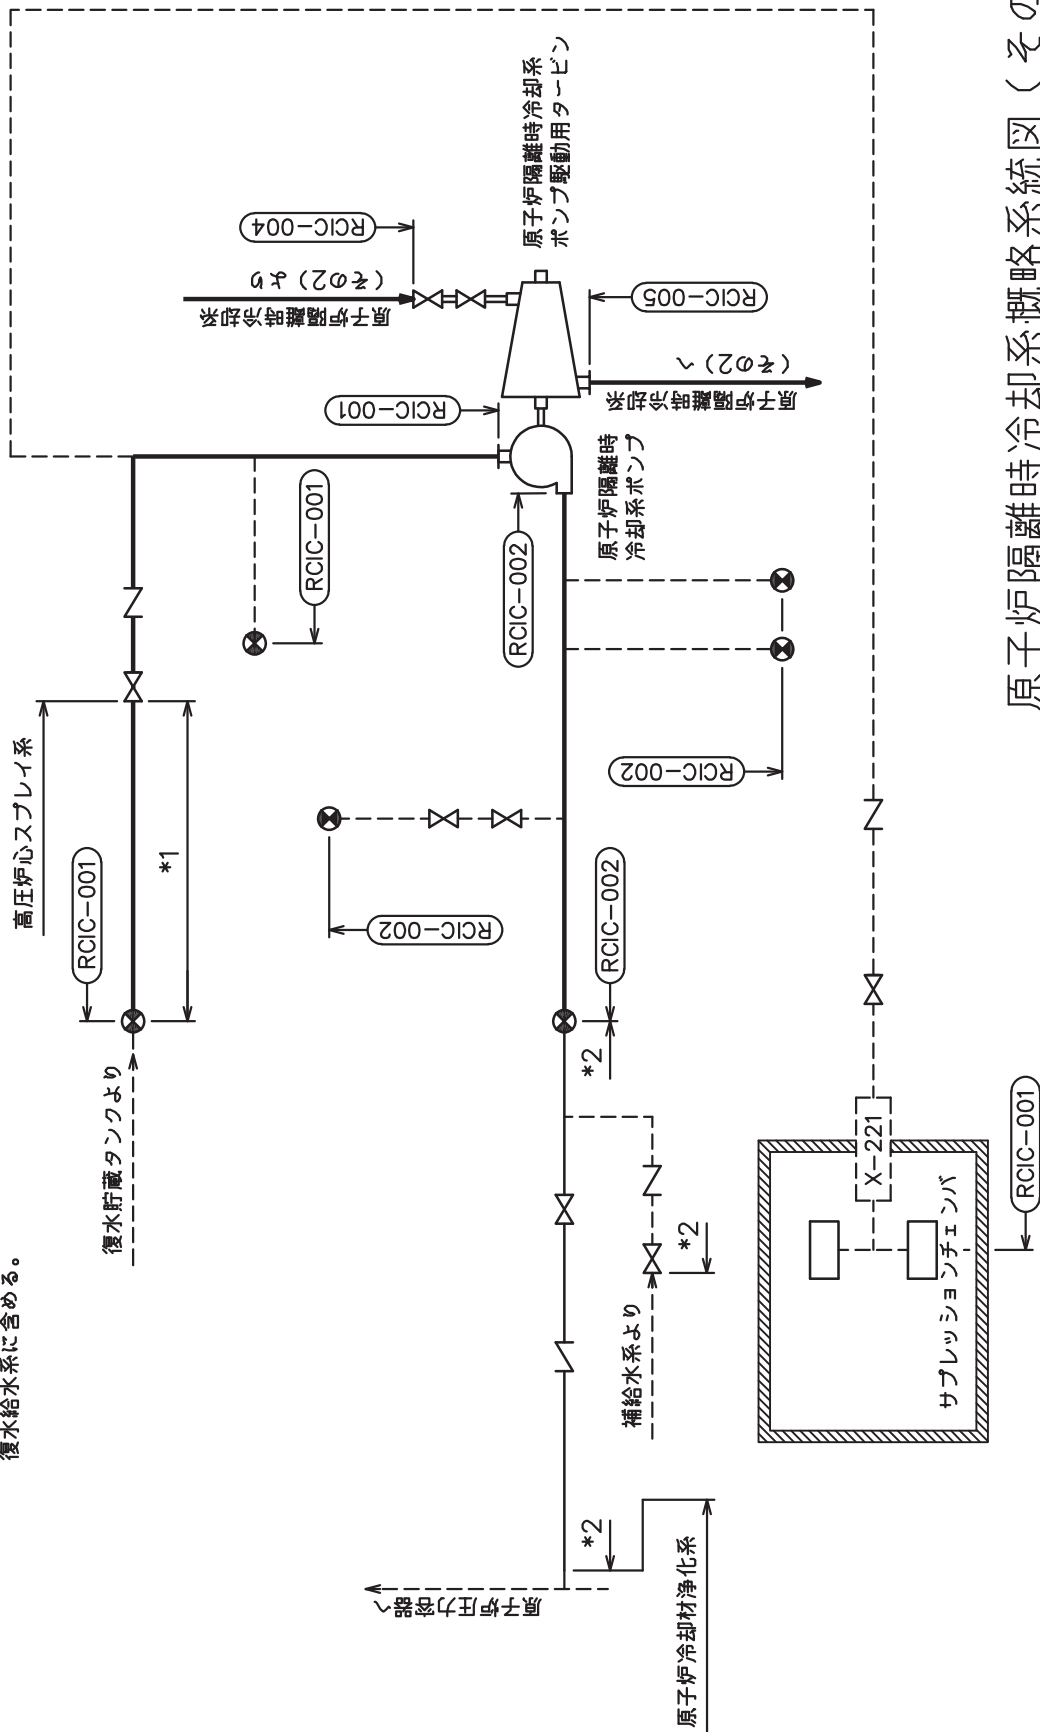 復水給水系に含める。
高圧炉心スプレイ系
RCIC-001
*1
復水貯蔵タンクより
RCIC-001
RCIC-004
原子炉隔離時冷却系
(その2)より
RCIC-001
原子炉隔離時冷却系
ポンプ駆動用タービン
RCIC-005
原子炉隔離時冷却系
(その2)へ
原子炉隔離時
冷却系ポンプ
RCIC-002
RCIC-002
RCIC-002
RCIC-002
*2
補給水系より
*2
*2
原子炉圧力容器へ
原子炉冷却材浄化系
X-221
サプレッションチェンバ
RCIC-001
原子炉隔離時冷却系概略系統図(その